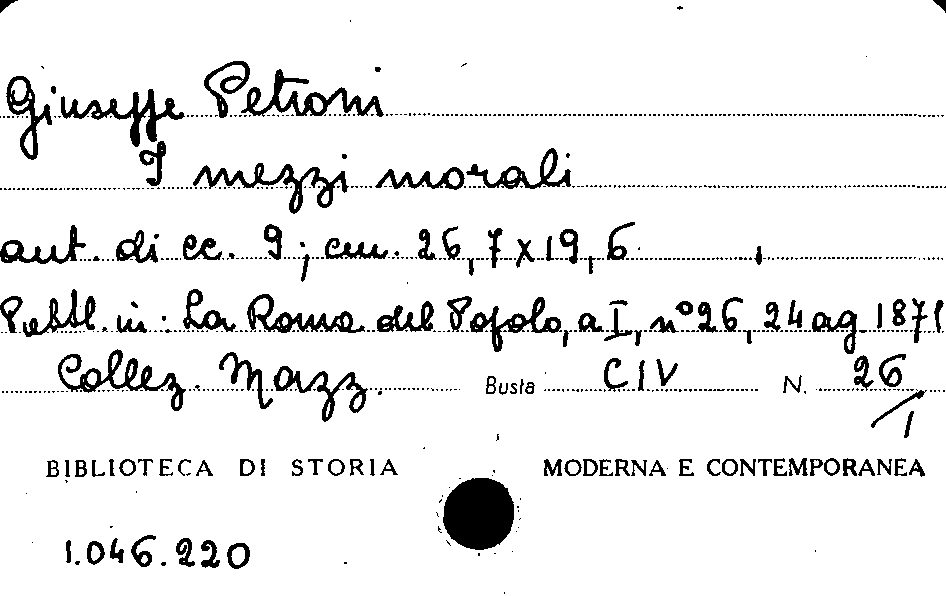 Giuseppe Petroni
I mezzi morali
aut. di cc. 9; cm. 26,7 x 19,6
Pubbl. in: La Roma del Popolo, a I, n° 26, 24 ag 1871
Collez. Mazz. Busta CIV N. 26/1
BIBLIOTECA DI STORIA MODERNA E CONTEMPORANEA
1.046.220